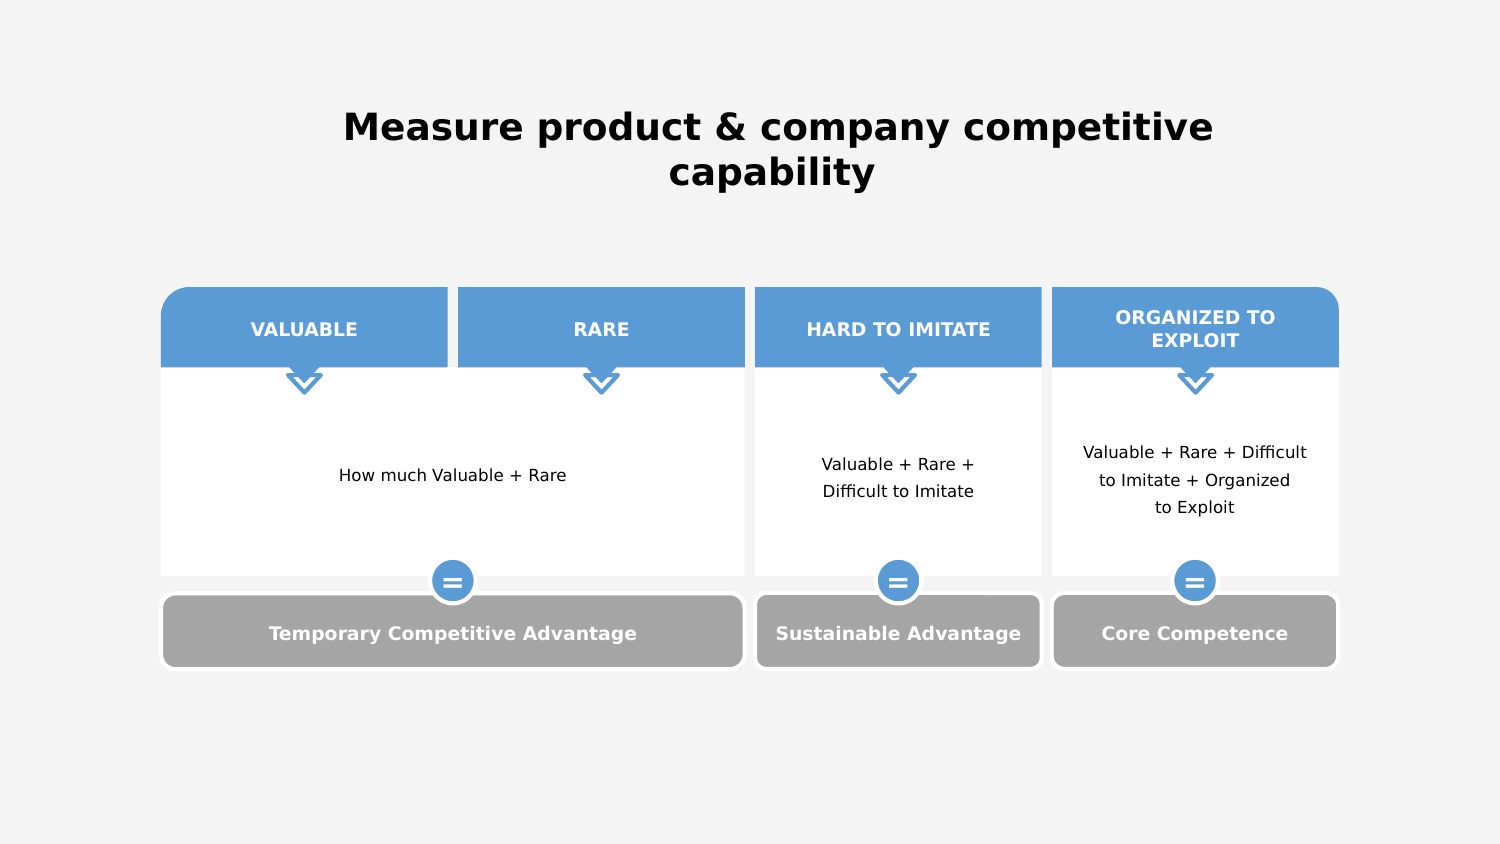 Measure product & company competitive
capability
VALUABLE
RARE
HARD TO IMITATE
ORGANIZED TO
EXPLOIT
How much Valuable + Rare
Valuable + Rare +
Difficult to Imitate
Valuable + Rare + Difficult
to Imitate + Organized
to Exploit
=
=
=
Temporary Competitive Advantage
Sustainable Advantage
Core Competence